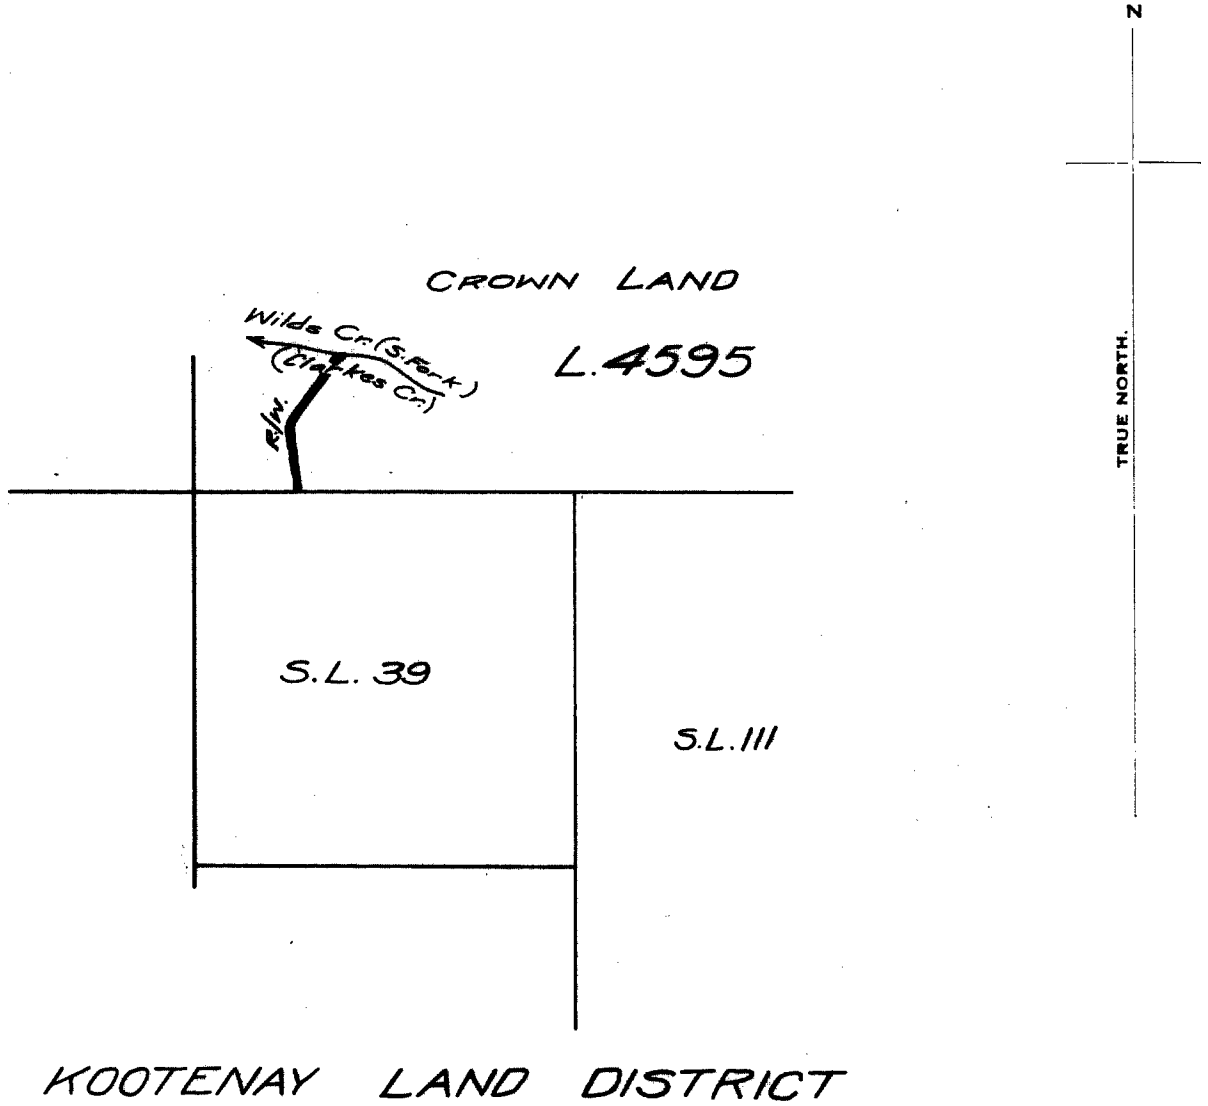 N
CROWN LAND
Wilds Cr. (S. Fork)
(Clarkes Cr.)
L. 4595
R/W.
TRUE NORTH.
S.L. 39
S.L. 111
KOOTENAY LAND DISTRICT